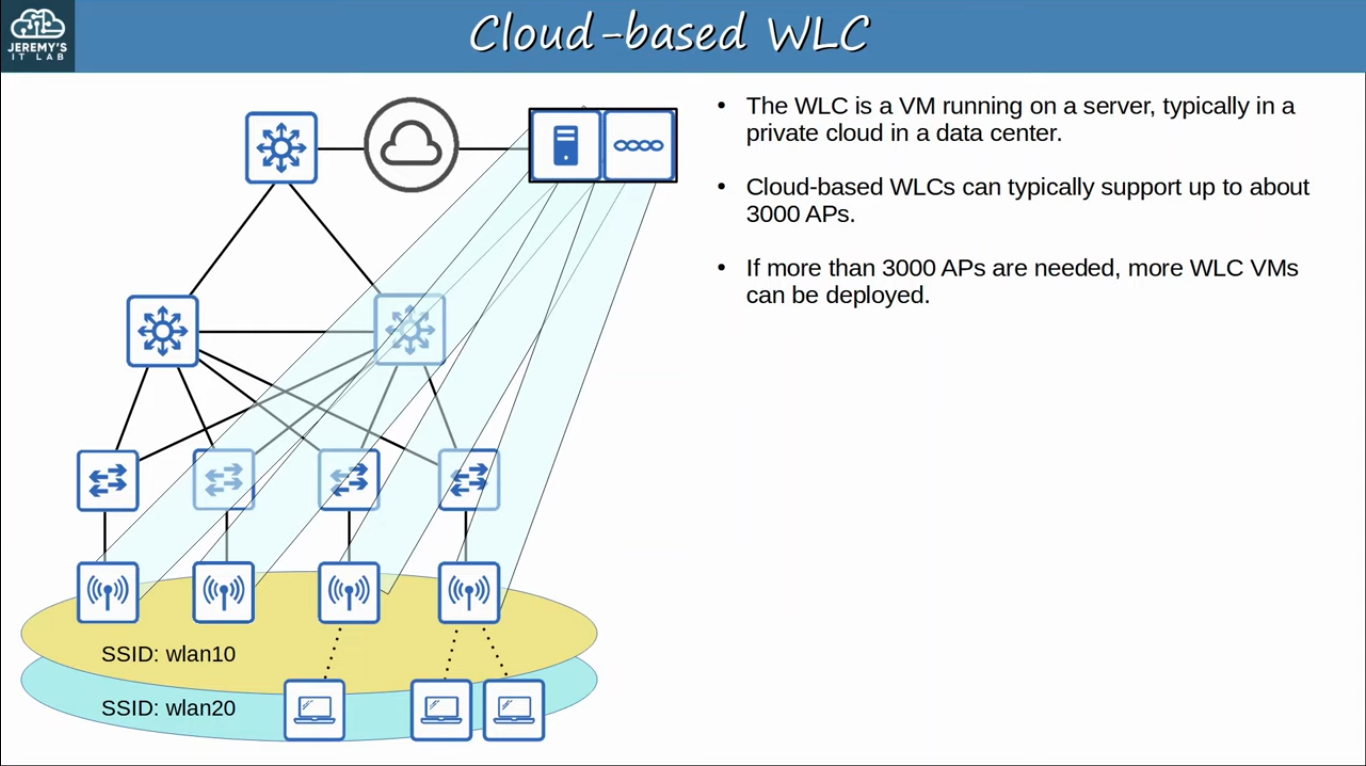 JEREMY'S
IT LAB
Cloud-based WLC
• The WLC is a VM running on a server, typically in a
private cloud in a data center.
• Cloud-based WLCs can typically support up to about
3000 APs.
• If more than 3000 APs are needed, more WLC VMs
can be deployed.
SSID: wlan10
SSID: wlan20